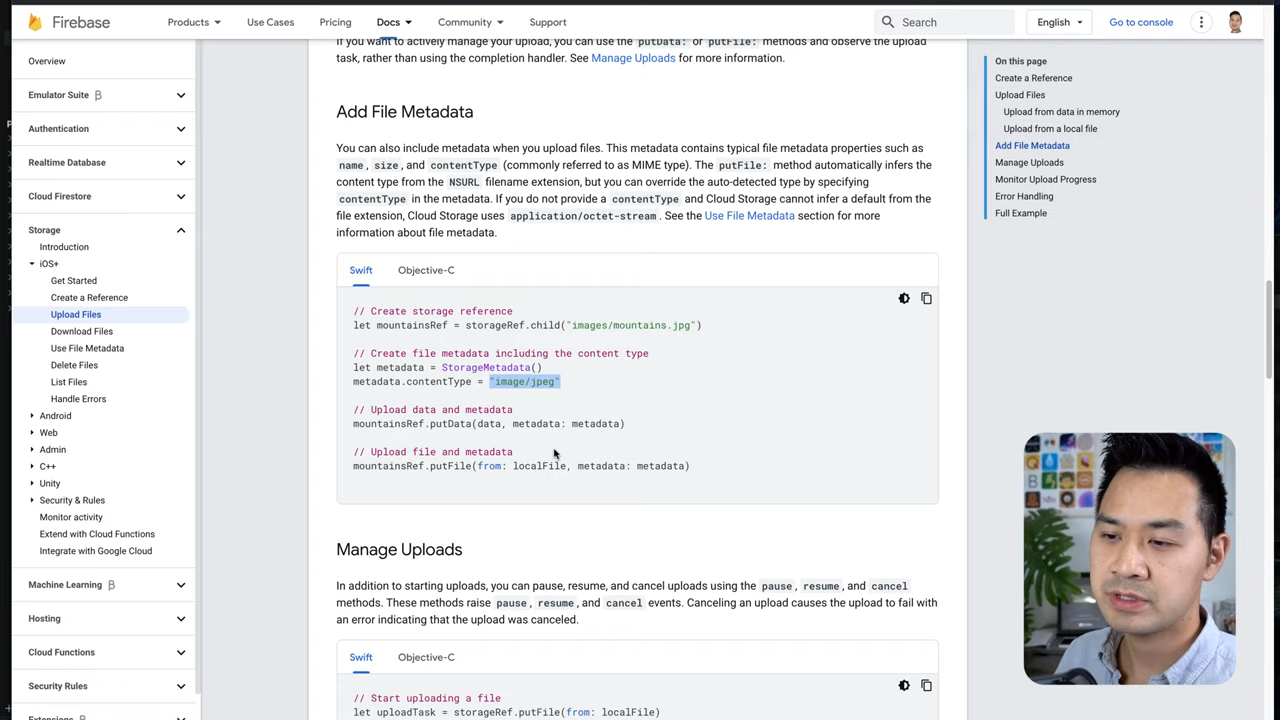 Firebase
Products
Use Cases
Pricing
Docs
Community
Support
Search
English
Go to console
Overview
Emulator Suite β
Authentication
Realtime Database
Cloud Firestore
Storage
Introduction
iOS+
Get Started
Create a Reference
Upload Files
Download Files
Use File Metadata
Delete Files
List Files
Handle Errors
Android
Web
Admin
C++
Unity
Security & Rules
Monitor activity
Extend with Cloud Functions
Integrate with Google Cloud
Machine Learning β
Hosting
Cloud Functions
Security Rules
Extensions
If you want to actively manage your upload, you can use the putData: or putFile: methods and observe the upload
task, rather than using the completion handler. See Manage Uploads for more information.
Add File Metadata
You can also include metadata when you upload files. This metadata contains typical file metadata properties such as
name, size, and contentType (commonly referred to as MIME type). The putFile: method automatically infers the
content type from the NSURL filename extension, but you can override the auto-detected type by specifying
contentType in the metadata. If you do not provide a contentType and Cloud Storage cannot infer a default from the
file extension, Cloud Storage uses application/octet-stream. See the Use File Metadata section for more
information about file metadata.
Swift Objective-C
// Create storage reference
let mountainsRef = storageRef.child("images/mountains.jpg")
// Create file metadata including the content type
let metadata = StorageMetadata()
metadata.contentType = "image/jpeg"
// Upload data and metadata
mountainsRef.putData(data, metadata: metadata)
// Upload file and metadata
mountainsRef.putFile(from: localFile, metadata: metadata)
Manage Uploads
In addition to starting uploads, you can pause, resume, and cancel uploads using the pause, resume, and cancel
methods. These methods raise pause, resume, and cancel events. Canceling an upload causes the upload to fail with
an error indicating that the upload was canceled.
Swift Objective-C
// Start uploading a file
let uploadTask = storageRef.putFile(from: localFile)
On this page
Create a Reference
Upload Files
Upload from data in memory
Upload from a local file
Add File Metadata
Manage Uploads
Monitor Upload Progress
Error Handling
Full Example